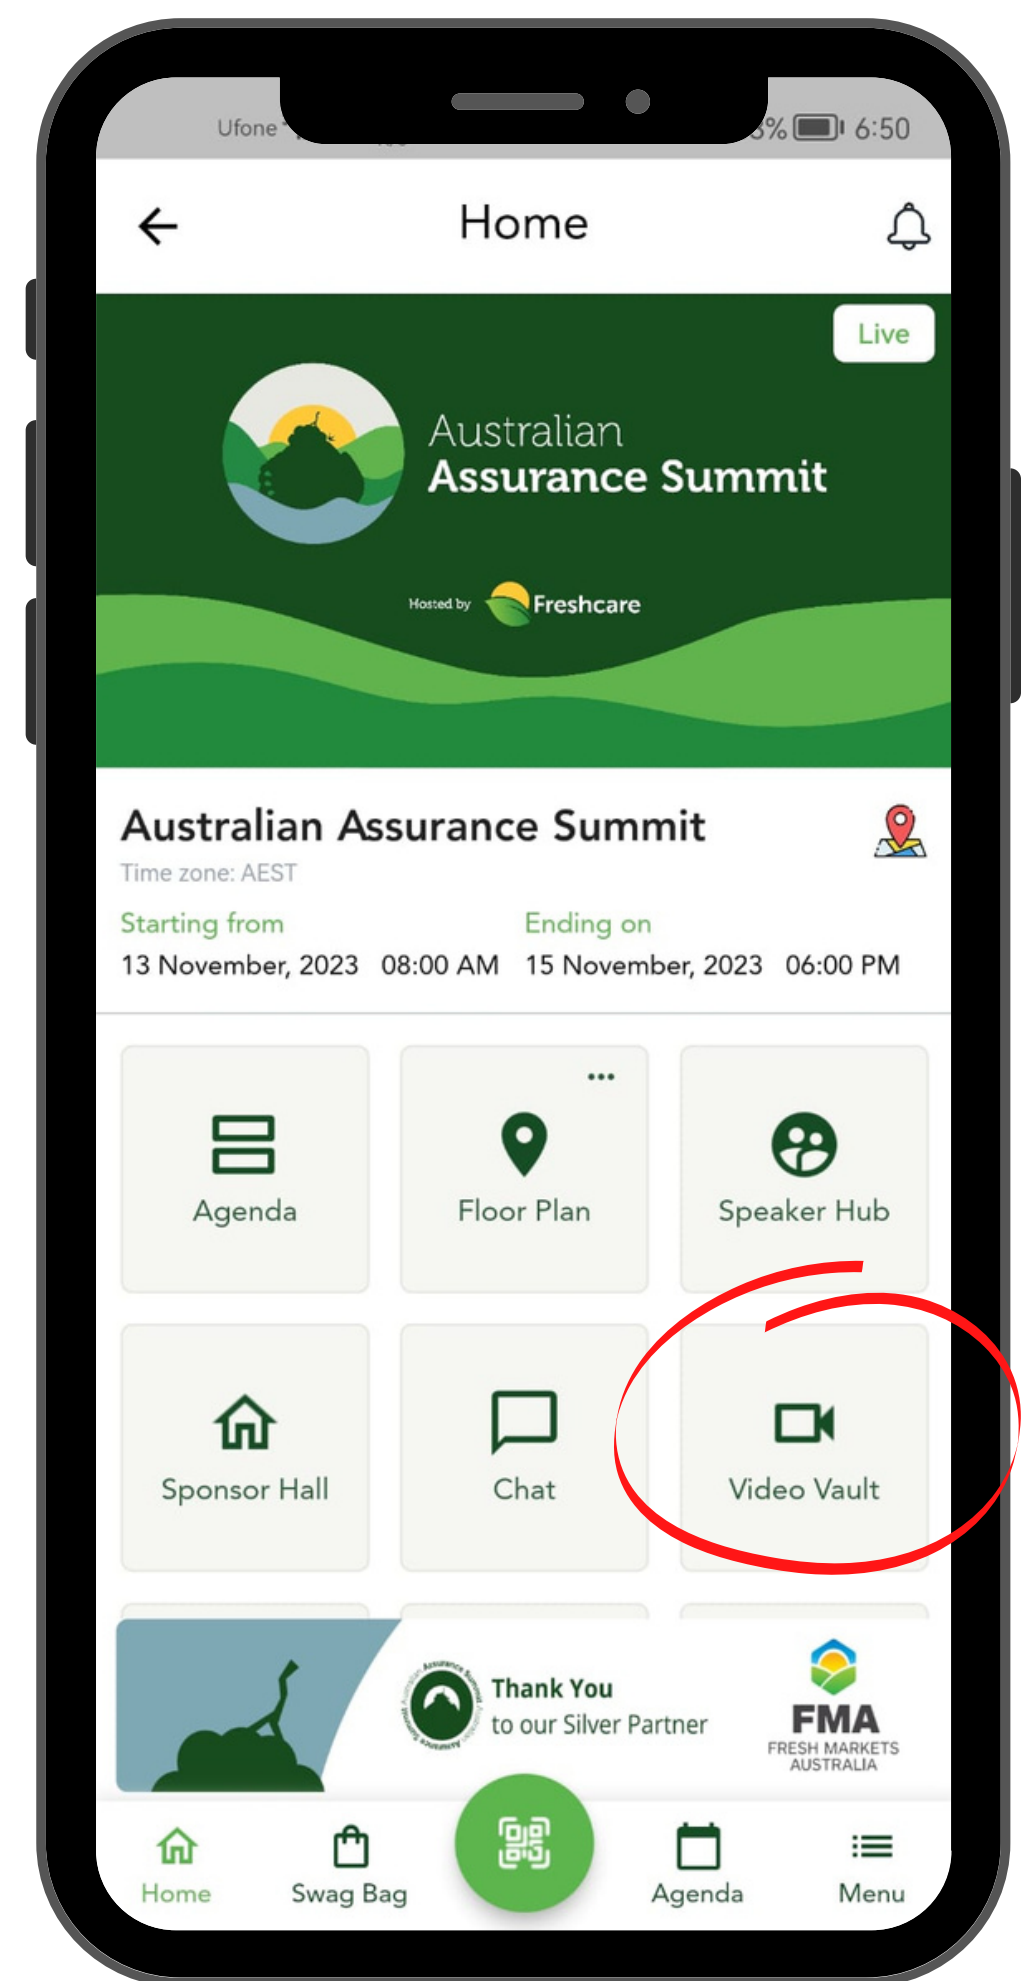 Ufone
% 6:50
Home
Live
Australian
Assurance Summit
Hosted by Freshcare
Australian Assurance Summit
Time zone: AEST
Starting from Ending on
13 November, 2023 08:00 AM 15 November, 2023 06:00 PM
Agenda Floor Plan Speaker Hub
Sponsor Hall Chat Video Vault
Australian Assurance Summit
Thank You
to our Silver Partner
FMA
FRESH MARKETS
AUSTRALIA
Home Swag Bag Agenda Menu